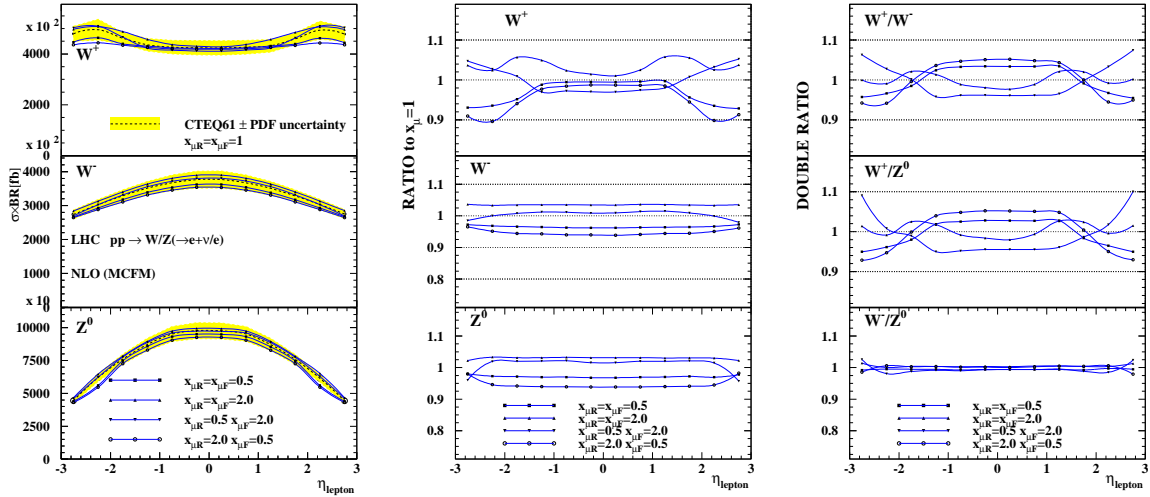 x 10²
W⁺
4000
2000
CTEQ61 ± PDF uncertainty
x_μR=x_μF=1
x 10²
0
σ×BR[fb]
W⁻
4000
3000
2000
LHC pp → W/Z(→e+ν/e)
1000
NLO (MCFM)
x 10
0
Z⁰
10000
7500
5000
2500
0
x_μR=x_μF=0.5
x_μR=x_μF=2.0
x_μR=0.5 x_μF=2.0
x_μR=2.0 x_μF=0.5
-3 -2 -1 0 1 2 3
η_lepton
RATIO to x_μ=1
W⁺
1.1
1
0.9
W⁻
1.1
1
0.9
0.8
Z⁰
1.1
1
0.9
0.8
0.7
x_μR=x_μF=0.5
x_μR=x_μF=2.0
x_μR=0.5 x_μF=2.0
x_μR=2.0 x_μF=0.5
-3 -2 -1 0 1 2 3
η_lepton
DOUBLE RATIO
W⁺/W⁻
1.1
1
0.9
W⁺/Z⁰
1.1
1
0.9
W⁻/Z⁰
1.1
1
0.9
0.8
0.7
x_μR=x_μF=0.5
x_μR=x_μF=2.0
x_μR=0.5 x_μF=2.0
x_μR=2.0 x_μF=0.5
-3 -2 -1 0 1 2 3
η_lepton